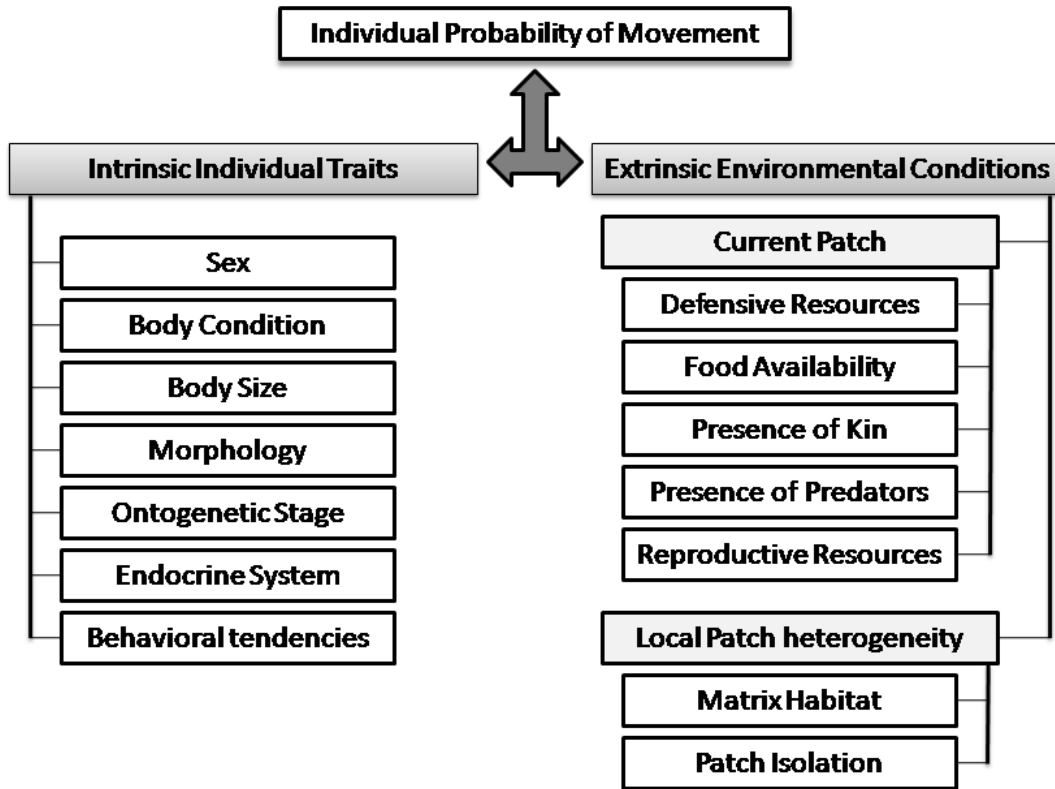 Individual Probability of Movement
Intrinsic Individual Traits
Sex
Body Condition
Body Size
Morphology
Ontogenetic Stage
Endocrine System
Behavioral tendencies
Extrinsic Environmental Conditions
Current Patch
Defensive Resources
Food Availability
Presence of Kin
Presence of Predators
Reproductive Resources
Local Patch heterogeneity
Matrix Habitat
Patch Isolation